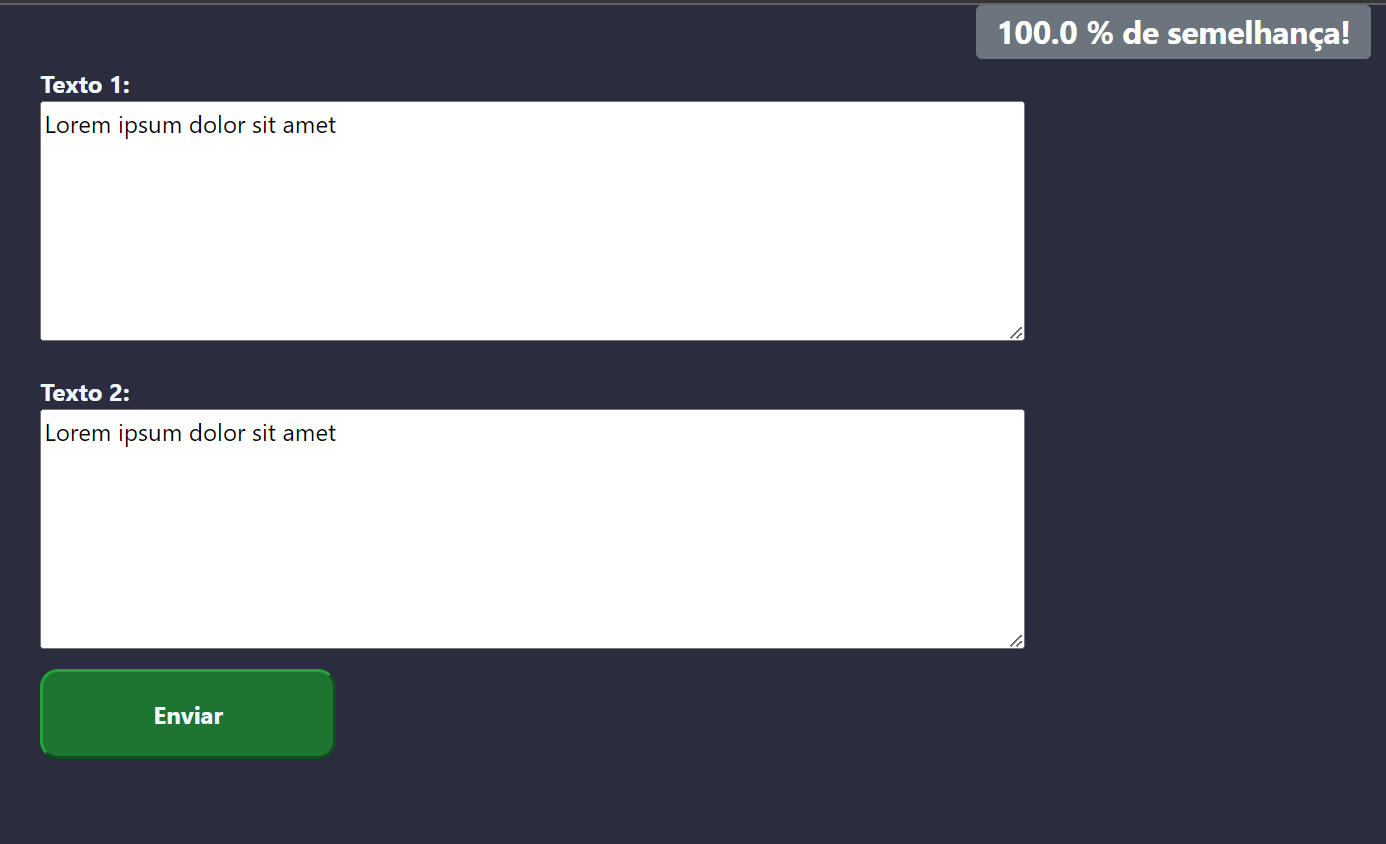 100.0 % de semelhança!
Texto 1:
Lorem ipsum dolor sit amet
Texto 2:
Lorem ipsum dolor sit amet
Enviar